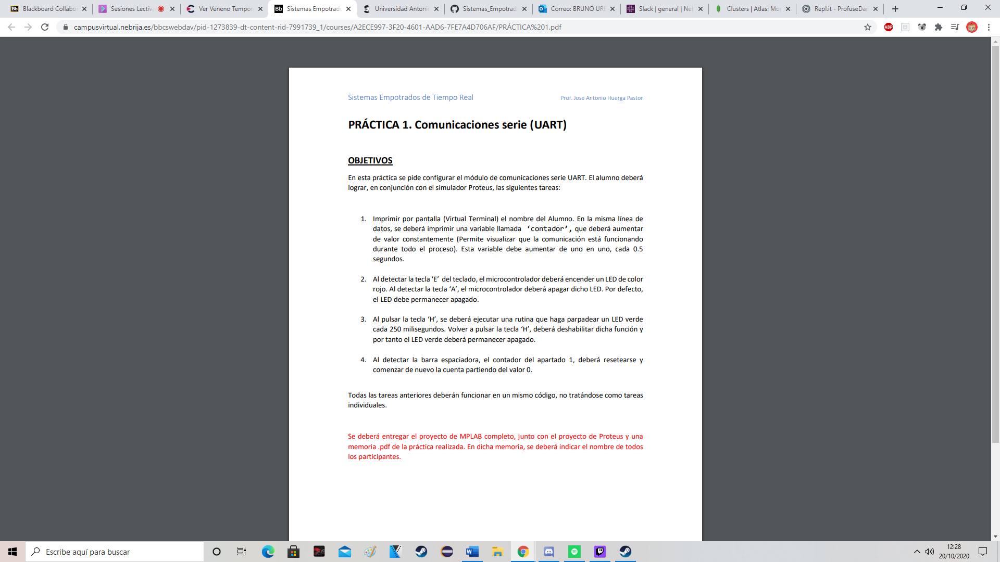 Blackboard Collabo
Sesiones Lectiva
Ver Veneno Tempor
Sistemas Empotrado
Universidad Antonio
Sistemas_Empotrad
Correo: BRUNO URB
Slack | general | Neb
Clusters | Atlas: Mon
Repl.it - ProfuseDar
campusvirtual.nebrija.es/bbcswebdav/pid-1273839-dt-content-rid-7991739_1/courses/A2ECE997-3F20-4601-AAD6-7FE7A4D706AF/PRÁCTICA%201.pdf
ABP
Sistemas Empotrados de Tiempo Real
Prof. Jose Antonio Huerga Pastor
PRÁCTICA 1. Comunicaciones serie (UART)
OBJETIVOS
En esta práctica se pide configurar el módulo de comunicaciones serie UART. El alumno deberá
lograr, en conjunción con el simulador Proteus, las siguientes tareas:
1. Imprimir por pantalla (Virtual Terminal) el nombre del Alumno. En la misma línea de
datos, se deberá imprimir una variable llamada ‘contador’, que deberá aumentar
de valor constantemente (Permite visualizar que la comunicación está funcionando
durante todo el proceso). Esta variable debe aumentar de uno en uno, cada 0.5
segundos.
2. Al detectar la tecla ‘E’ del teclado, el microcontrolador deberá encender un LED de color
rojo. Al detectar la tecla ‘A’, el microcontrolador deberá apagar dicho LED. Por defecto,
el LED debe permanecer apagado.
3. Al pulsar la tecla ‘H’, se deberá ejecutar una rutina que haga parpadear un LED verde
cada 250 milisegundos. Volver a pulsar la tecla ‘H’, deberá deshabilitar dicha función y
por tanto el LED verde deberá permanecer apagado.
4. Al detectar la barra espaciadora, el contador del apartado 1, deberá resetearse y
comenzar de nuevo la cuenta partiendo del valor 0.
Todas las tareas anteriores deberán funcionar en un mismo código, no tratándose como tareas
individuales.
Se deberá entregar el proyecto de MPLAB completo, junto con el proyecto de Proteus y una
memoria .pdf de la práctica realizada. En dicha memoria, se deberá indicar el nombre de todos
los participantes.
Escribe aquí para buscar
12:28
20/10/2020